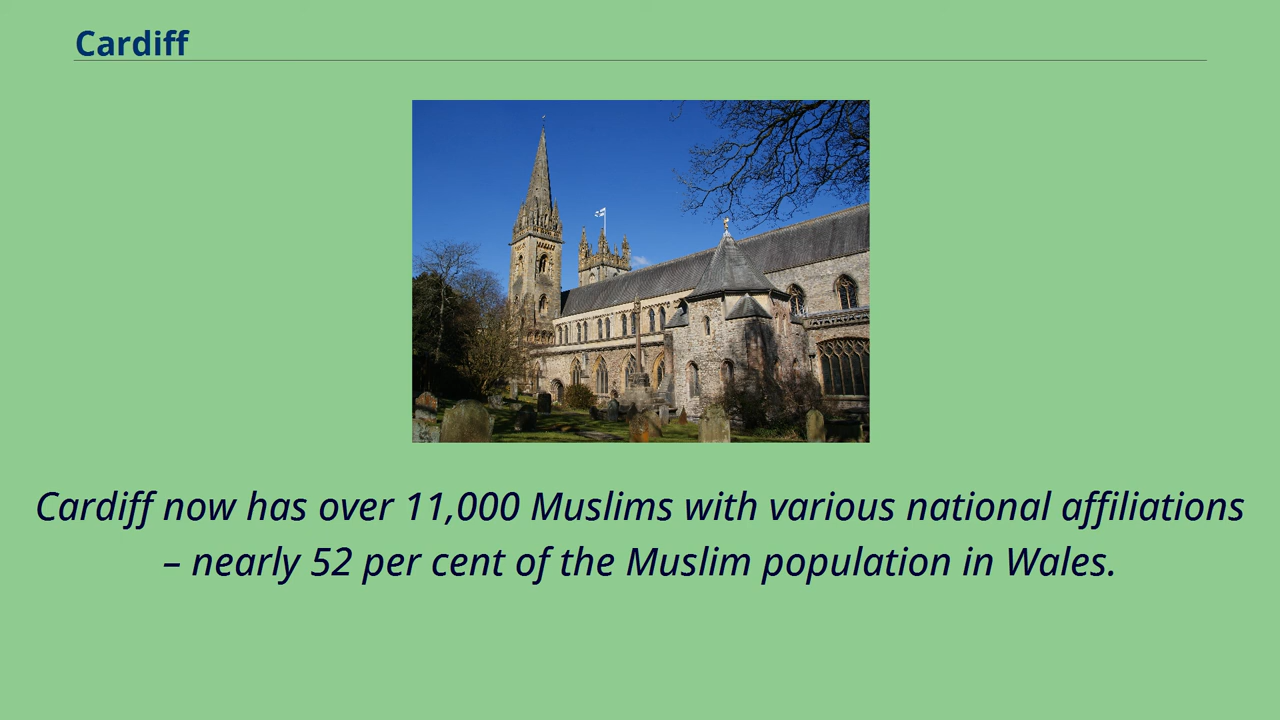 Cardiff
Cardiff now has over 11,000 Muslims with various national affiliations
– nearly 52 per cent of the Muslim population in Wales.